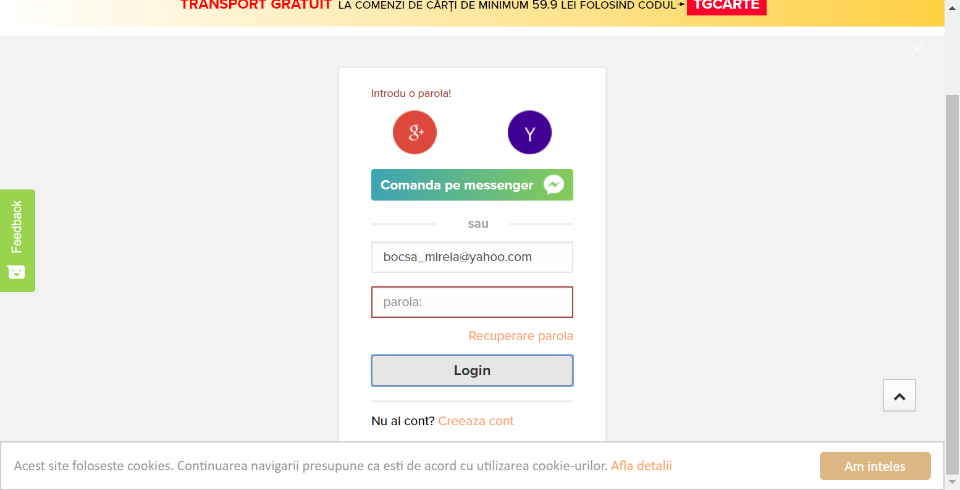 TRANSPORT GRATUIT LA COMENZI DE CĂRȚI DE MINIMUM 59.9 LEI FOLOSIND CODUL TGCARTE
Introdu o parola!
g+ Y
Comanda pe messenger
sau
Feedback
bocsa_mirela@yahoo.com
parola:
Recuperare parola
Login
Nu ai cont? Creeaza cont
Acest site foloseste cookies. Continuarea navigarii presupune ca esti de acord cu utilizarea cookie-urilor. Afla detalii
Am inteles